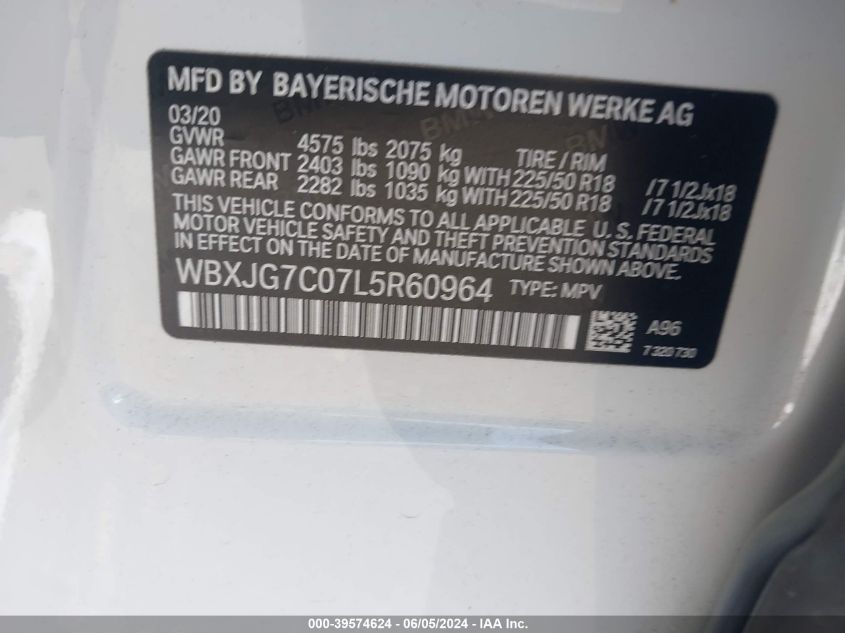 MFD BY BAYERISCHE MOTOREN WERKE AG
03/20
GVWR 4575 lbs 2075 kg TIRE / RIM
GAWR FRONT 2403 lbs 1090 kg WITH 225/50 R18 /7 1/2Jx18
GAWR REAR 2282 lbs 1035 kg WITH 225/50 R18 /7 1/2Jx18
THIS VEHICLE CONFORMS TO ALL APPLICABLE U. S. FEDERAL
MOTOR VEHICLE SAFETY AND THEFT PREVENTION STANDARDS
IN EFFECT ON THE DATE OF MANUFACTURE SHOWN ABOVE.
WBXJG7C07L5R60964 TYPE: MPV
A96
7 320 730
000-39574624 - 06/05/2024 - IAA Inc.